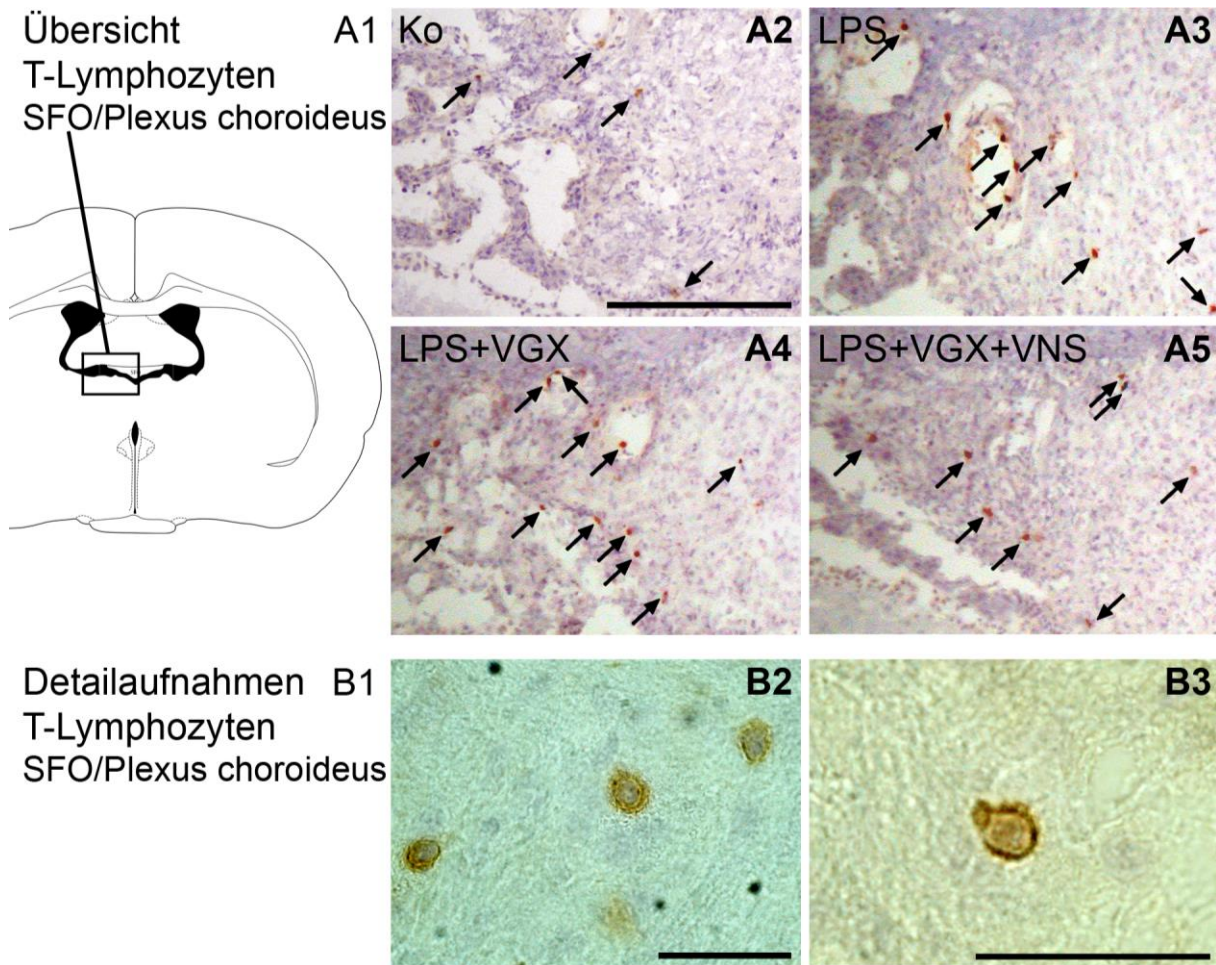 Übersicht A1
T-Lymphozyten
SFO/Plexus choroideus
Ko A2
LPS A3
LPS+VGX A4
LPS+VGX+VNS A5
Detailaufnahmen B1
T-Lymphozyten
SFO/Plexus choroideus
B2
B3